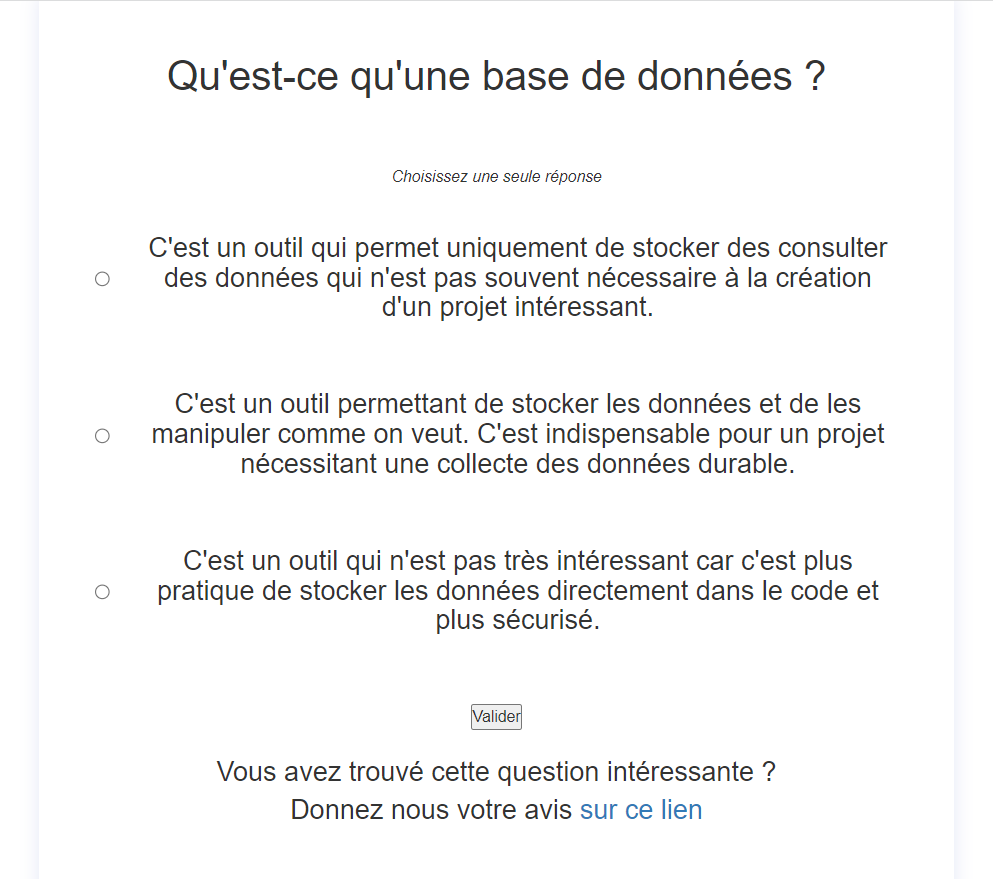 Qu'est-ce qu'une base de données ?
Choisissez une seule réponse
C'est un outil qui permet uniquement de stocker des consulter
des données qui n'est pas souvent nécessaire à la création
d'un projet intéressant.
C'est un outil permettant de stocker les données et de les
manipuler comme on veut. C'est indispensable pour un projet
nécessitant une collecte des données durable.
C'est un outil qui n'est pas très intéressant car c'est plus
pratique de stocker les données directement dans le code et
plus sécurisé.
Valider
Vous avez trouvé cette question intéressante ?
Donnez nous votre avis sur ce lien